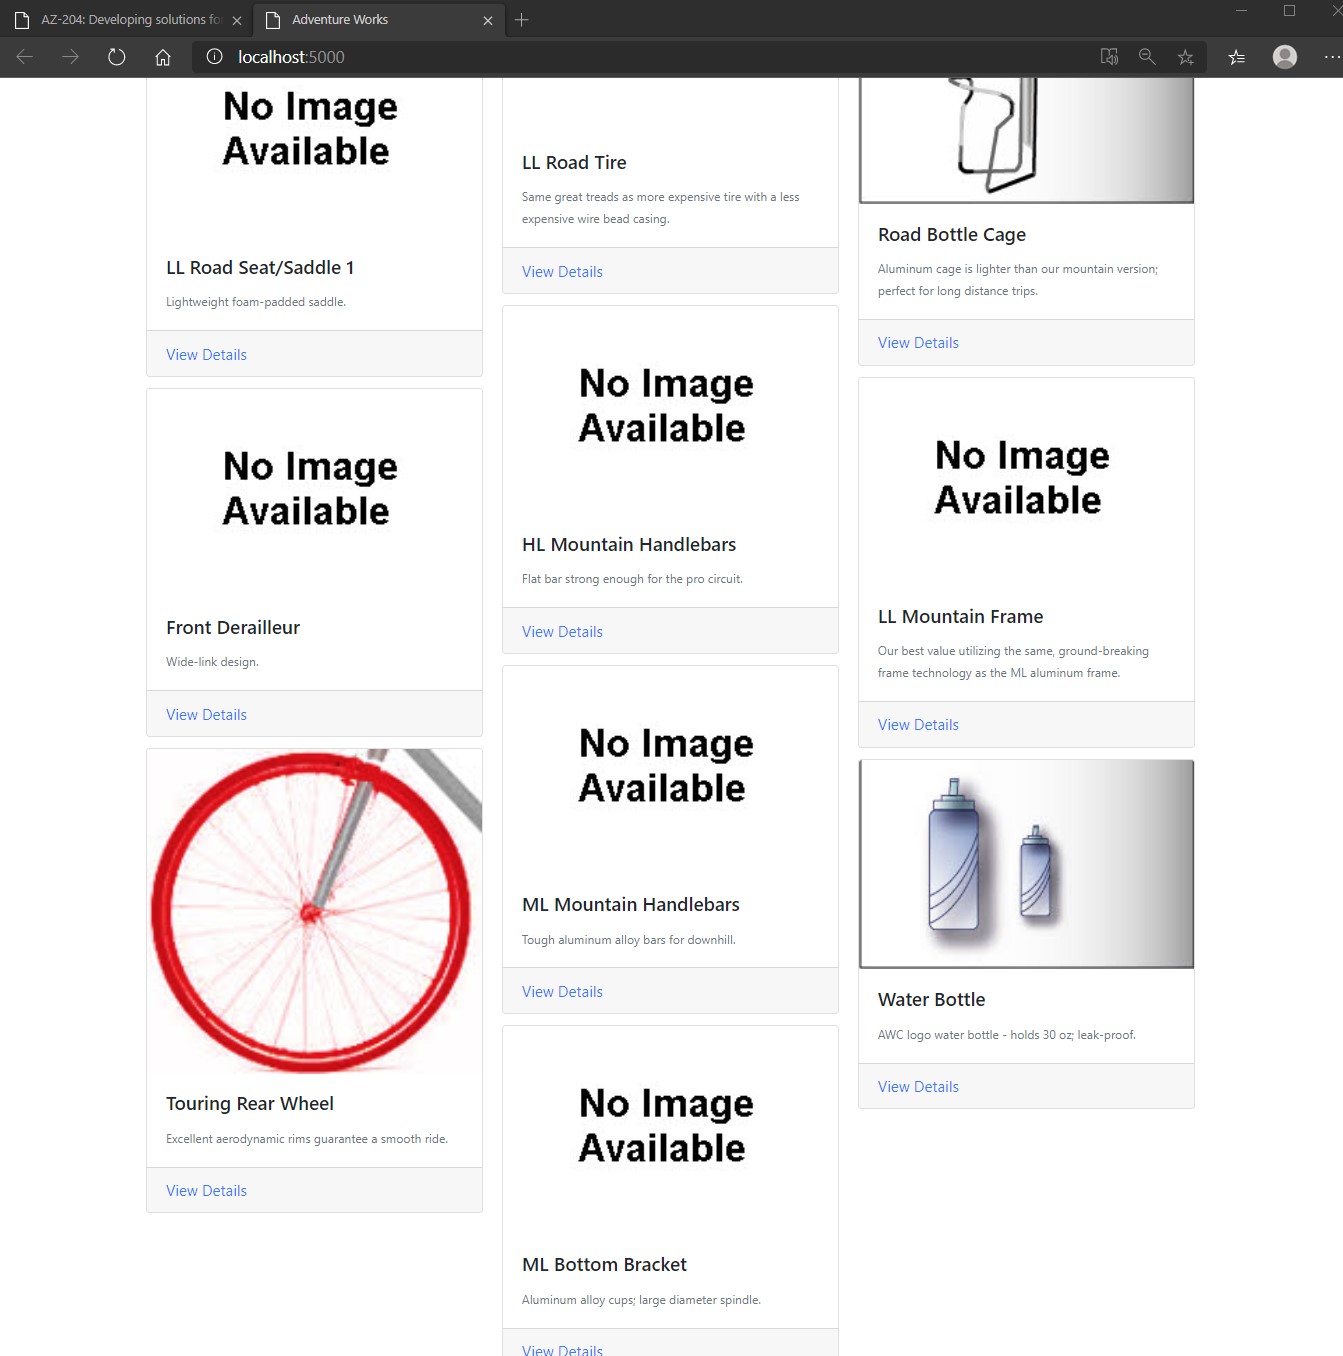 AZ-204: Developing solutions fo
Adventure Works
localhost:5000
No Image
Available
LL Road Seat/Saddle 1
Lightweight foam-padded saddle.
View Details
No Image
Available
Front Derailleur
Wide-link design.
View Details
Touring Rear Wheel
Excellent aerodynamic rims guarantee a smooth ride.
View Details
LL Road Tire
Same great treads as more expensive tire with a less
expensive wire bead casing.
View Details
No Image
Available
HL Mountain Handlebars
Flat bar strong enough for the pro circuit.
View Details
No Image
Available
ML Mountain Handlebars
Tough aluminum alloy bars for downhill.
View Details
No Image
Available
ML Bottom Bracket
Aluminum alloy cups; large diameter spindle.
View Details
Road Bottle Cage
Aluminum cage is lighter than our mountain version;
perfect for long distance trips.
View Details
No Image
Available
LL Mountain Frame
Our best value utilizing the same, ground-breaking
frame technology as the ML aluminum frame.
View Details
Water Bottle
AWC logo water bottle - holds 30 oz; leak-proof.
View Details